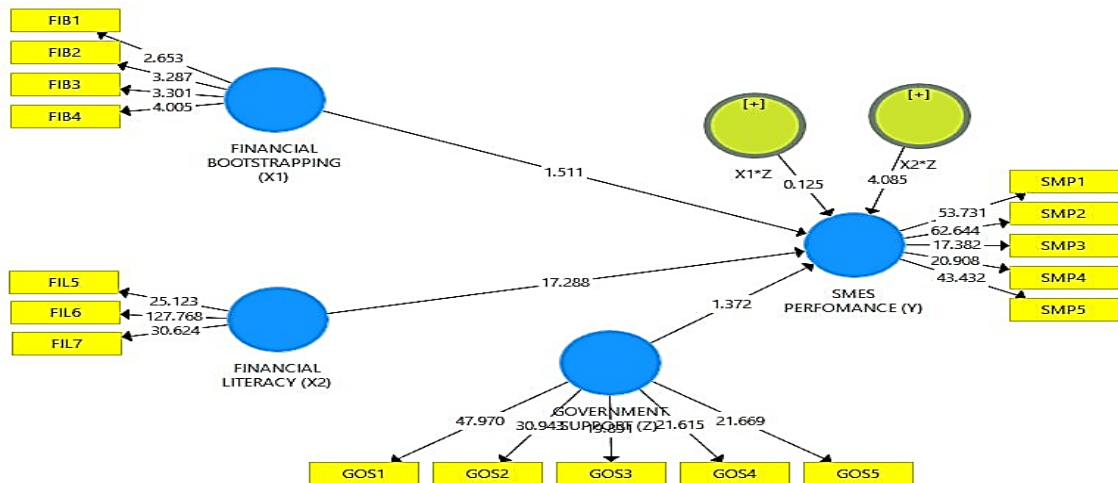 FIB1
FIB2
FIB3
FIB4
2.653
3.287
3.301
4.005
FINANCIAL
BOOTSTRAPPING
(X1)
1.511
[+]
X1*Z
0.125
[+]
X2*Z
4.085
SMP1
SMP2
SMP3
SMP4
SMP5
53.731
62.644
17.382
20.908
43.432
SMES
PERFOMANCE (Y)
FIL5
FIL6
FIL7
25.123
127.768
30.624
FINANCIAL
LITERACY (X2)
17.288
1.372
GOVERNMENT
SUPPORT (Z)
47.970
30.943
21.615
21.669
GOS1
GOS2
GOS3
GOS4
GOS5